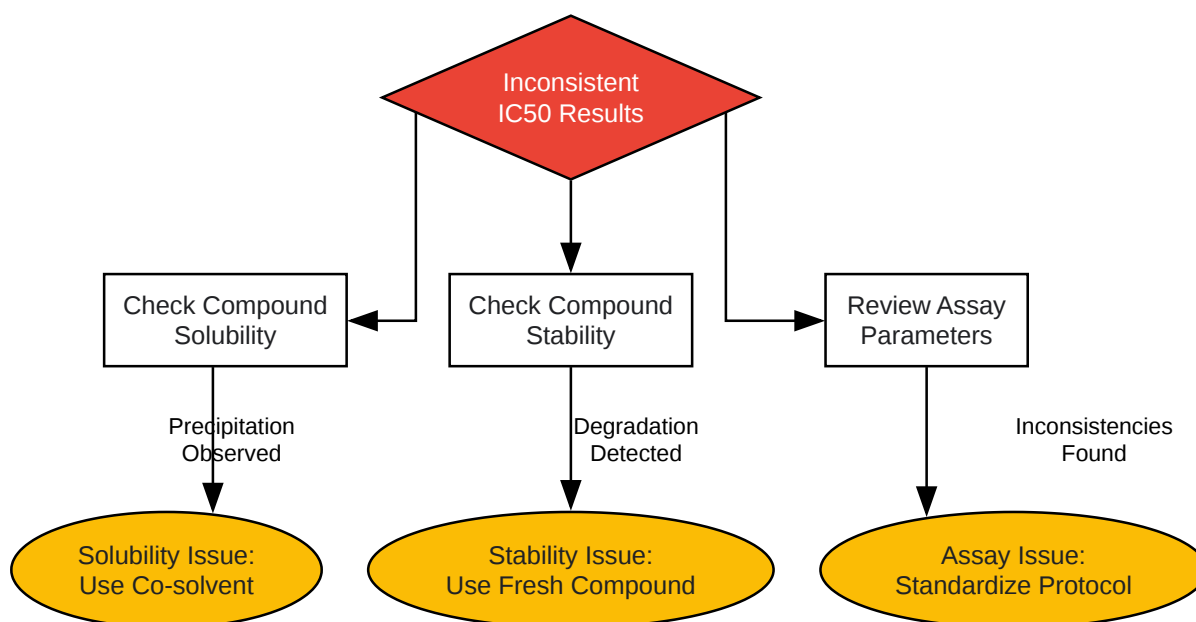 Inconsistent
IC50 Results
Check Compound
Solubility
Check Compound
Stability
Review Assay
Parameters
Precipitation
Observed
Degradation
Detected
Inconsistencies
Found
Solubility Issue:
Use Co-solvent
Stability Issue:
Use Fresh Compound
Assay Issue:
Standardize Protocol